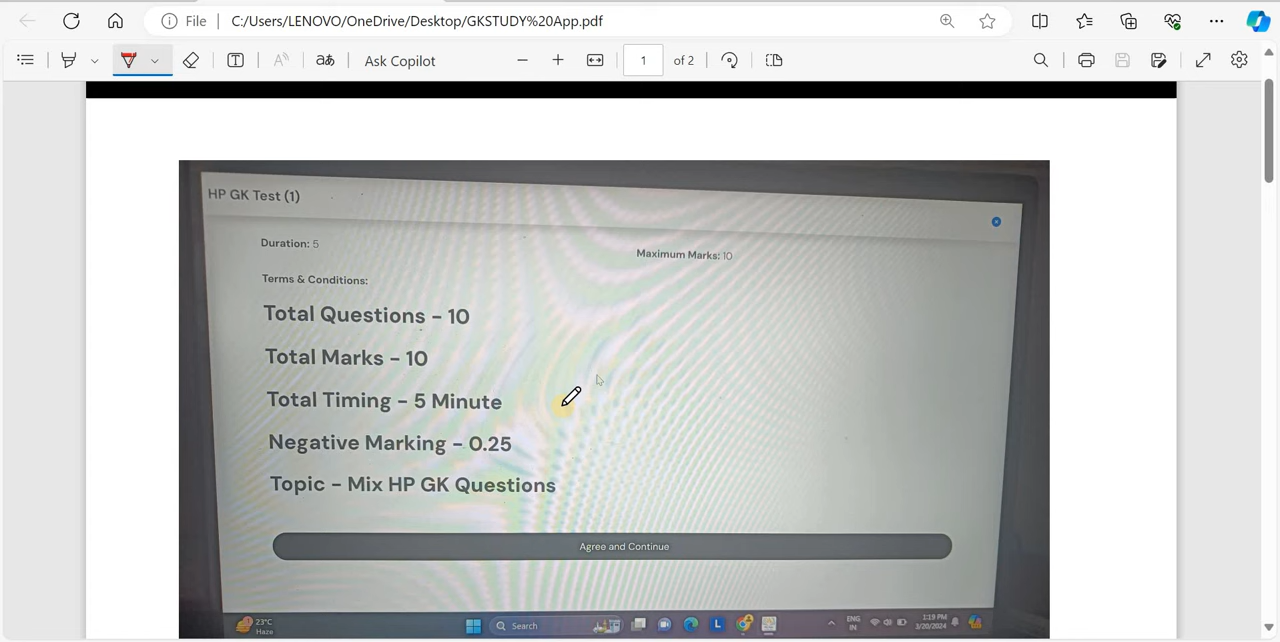 File
C:/Users/LENOVO/OneDrive/Desktop/GKSTUDY%20App.pdf
Ask Copilot
1 of 2
HP GK Test (1)
Duration: 5
Maximum Marks: 10
Terms & Conditions:
Total Questions - 10
Total Marks - 10
Total Timing - 5 Minute
Negative Marking - 0.25
Topic - Mix HP GK Questions
Agree and Continue
23°C
Haze
Search
ENG
IN
1:19 PM
3/20/2024